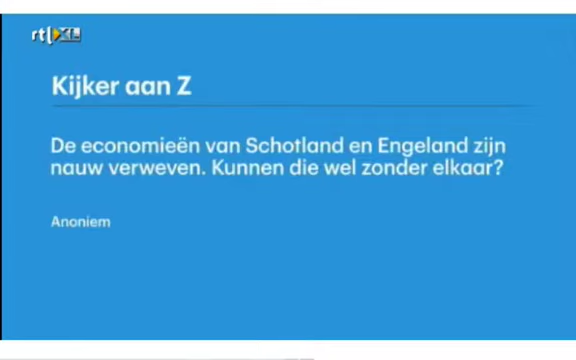 rtl XL
Kijker aan Z
De economieën van Schotland en Engeland zijn
nauw verweven. Kunnen die wel zonder elkaar?
Anoniem